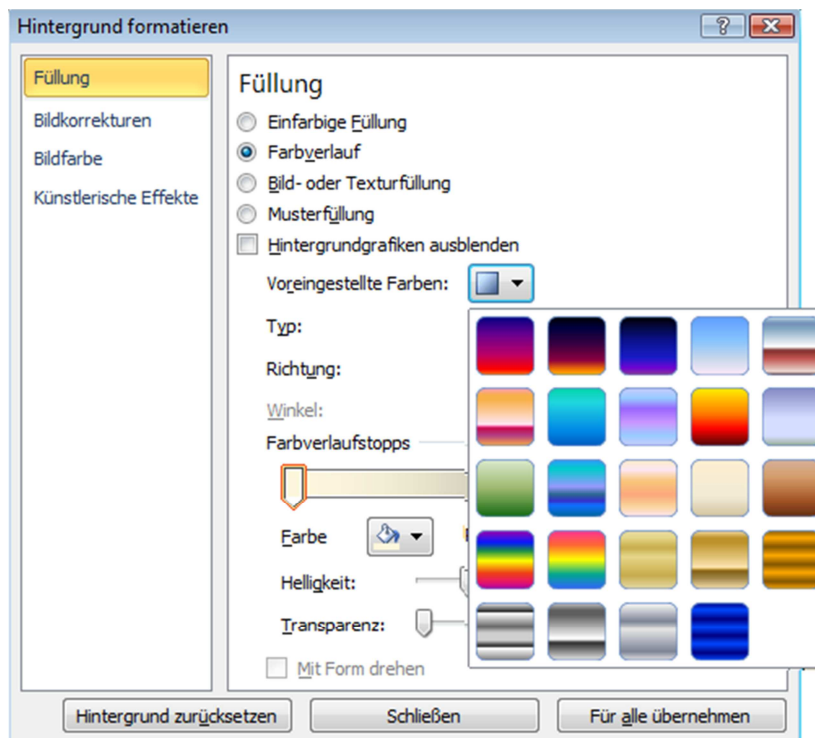 Hintergrund formatieren
Füllung
Bildkorrekturen
Bildfarbe
Künstlerische Effekte
Füllung
Einfarbige Füllung
Farbverlauf
Bild- oder Texturfüllung
Musterfüllung
Hintergrundgrafiken ausblenden
Voreingestellte Farben:
Typ:
Richtung:
Winkel:
Farbverlaufstopps
Farbe
Helligkeit:
Transparenz:
Mit Form drehen
Hintergrund zurücksetzen
Schließen
Für alle übernehmen